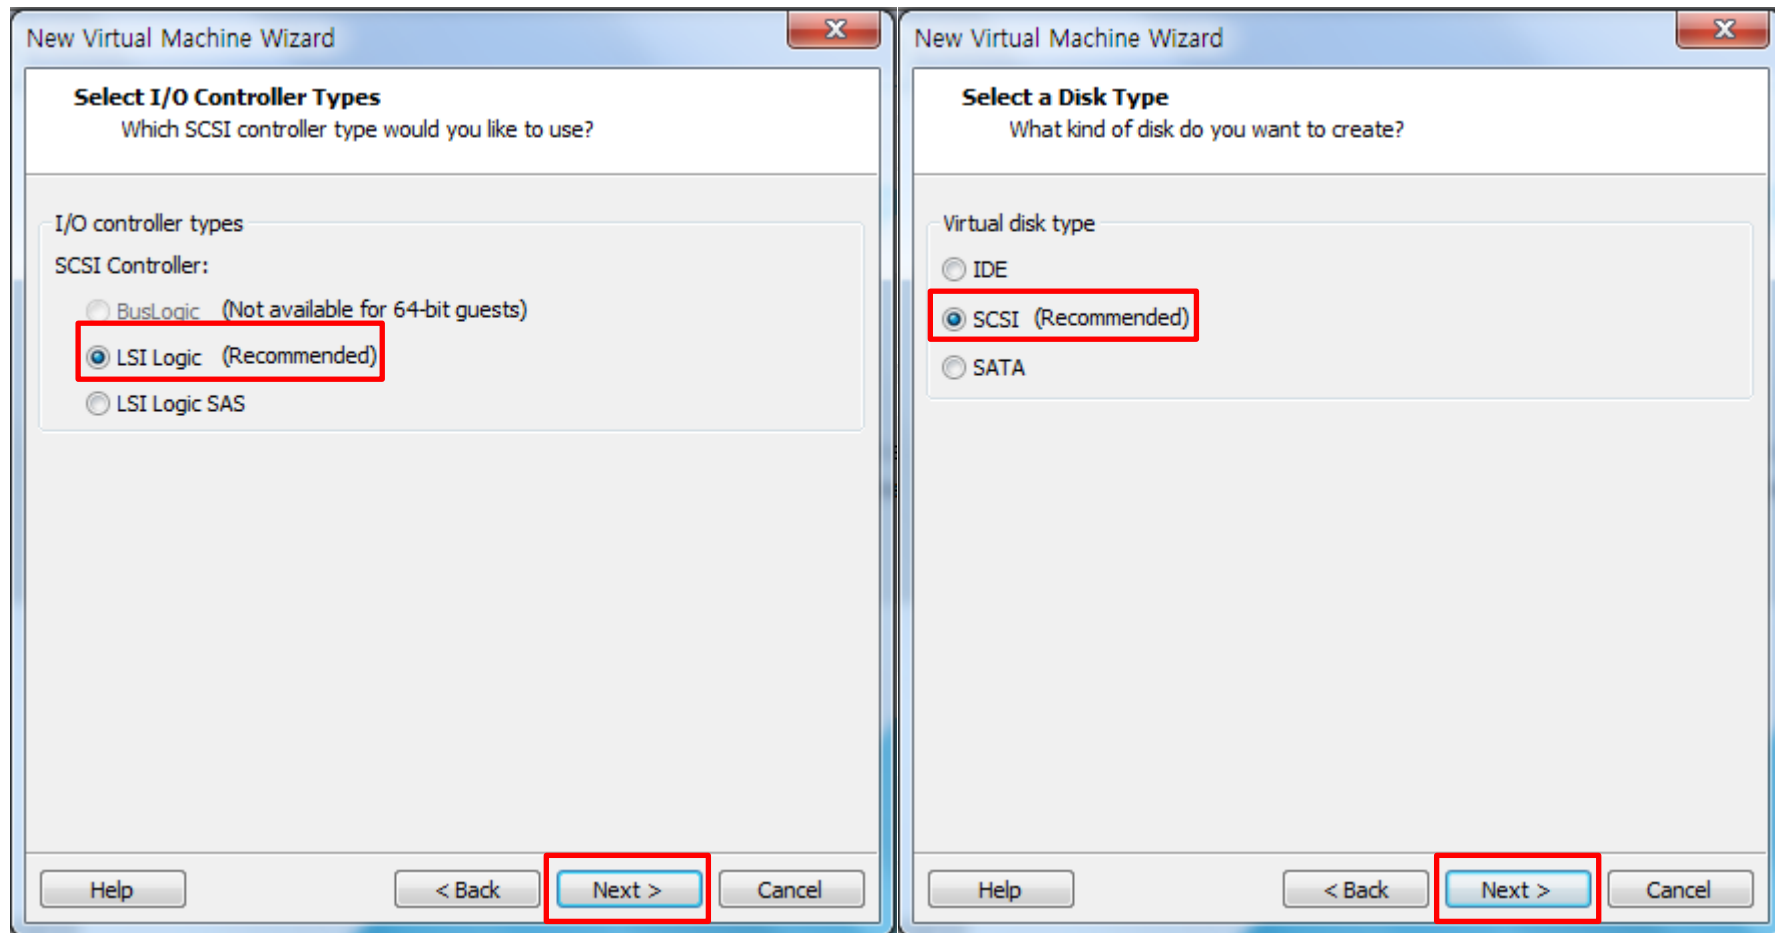 New Virtual Machine Wizard
Select I/O Controller Types
Which SCSI controller type would you like to use?
I/O controller types
SCSI Controller:
BusLogic (Not available for 64-bit guests)
LSI Logic (Recommended)
LSI Logic SAS
Help
< Back
Next >
Cancel
New Virtual Machine Wizard
Select a Disk Type
What kind of disk do you want to create?
Virtual disk type
IDE
SCSI (Recommended)
SATA
Help
< Back
Next >
Cancel